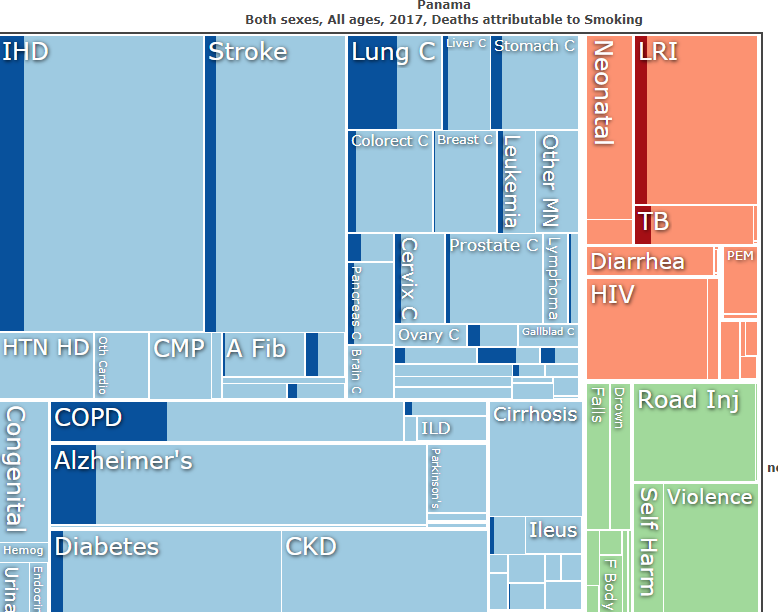 Panama
Both sexes, All ages, 2017, Deaths attributable to Smoking
IHD
Stroke
Lung C
Liver C
Stomach C
Neonatal
LRI
Colorect C
Breast C
Leukemia
Other MN
TB
Pancreas C
Cervix C
Prostate C
Lymphoma
Diarrhea
PEM
HIV
HTN HD
Oth Cardio
CMP
A Fib
Brain C
Ovary C
Gallblad C
Congenital
COPD
ILD
Cirrhosis
Falls
Drown
Road Inj
Alzheimer's
Parkinson's
Self Harm
Violence
Ileus
Hemog
Diabetes
CKD
F Body